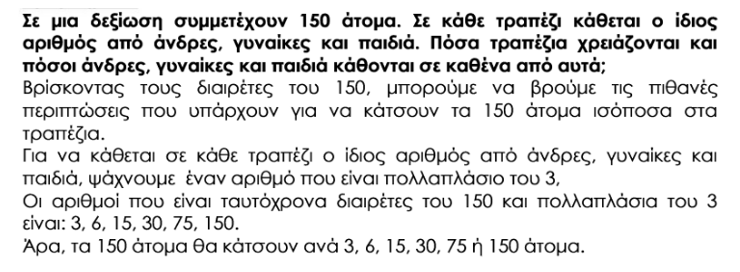 Σε μια δεξίωση συμμετέχουν 150 άτομα. Σε κάθε τραπέζι κάθεται ο ίδιος
αριθμός από άνδρες, γυναίκες και παιδιά. Πόσα τραπέζια χρειάζονται και
πόσοι άνδρες, γυναίκες και παιδιά κάθονται σε καθένα από αυτά;
Βρίσκοντας τους διαιρέτες του 150, μπορούμε να βρούμε τις πιθανές
περιπτώσεις που υπάρχουν για να κάτσουν τα 150 άτομα ισόποσα στα
τραπέζια.
Για να κάθεται σε κάθε τραπέζι ο ίδιος αριθμός από άνδρες, γυναίκες και
παιδιά, ψάχνουμε έναν αριθμό που είναι πολλαπλάσιο του 3,
Οι αριθμοί που είναι ταυτόχρονα διαιρέτες του 150 και πολλαπλάσια του 3
είναι: 3, 6, 15, 30, 75, 150.
Άρα, τα 150 άτομα θα κάτσουν ανά 3, 6, 15, 30, 75 ή 150 άτομα.